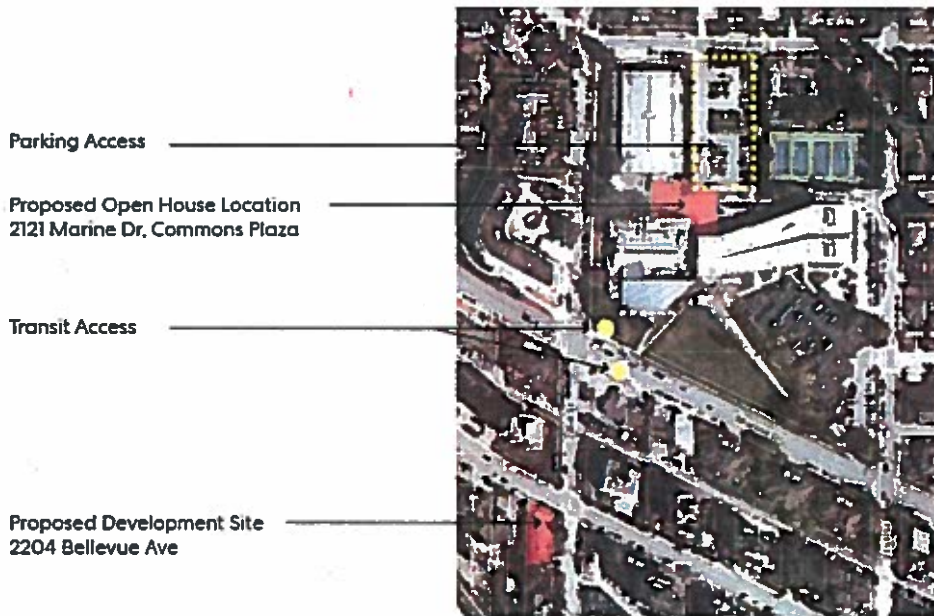 Parking Access
Proposed Open House Location
2121 Marine Dr, Commons Plaza
Transit Access
Proposed Development Site
2204 Bellevue Ave